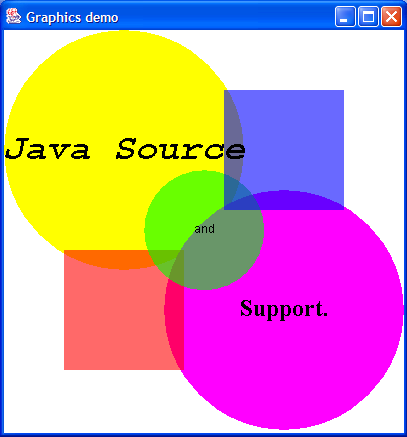 Graphics demo
Java Source
and
Support.